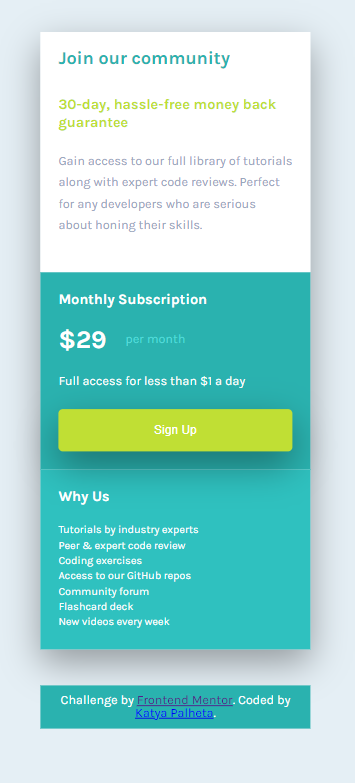 Join our community
30-day, hassle-free money back
guarantee
Gain access to our full library of tutorials
along with expert code reviews. Perfect
for any developers who are serious
about honing their skills.
Monthly Subscription
$29 per month
Full access for less than $1 a day
Sign Up
Why Us
Tutorials by industry experts
Peer & expert code review
Coding exercises
Access to our GitHub repos
Community forum
Flashcard deck
New videos every week
Challenge by Frontend Mentor. Coded by
Katya Palheta.